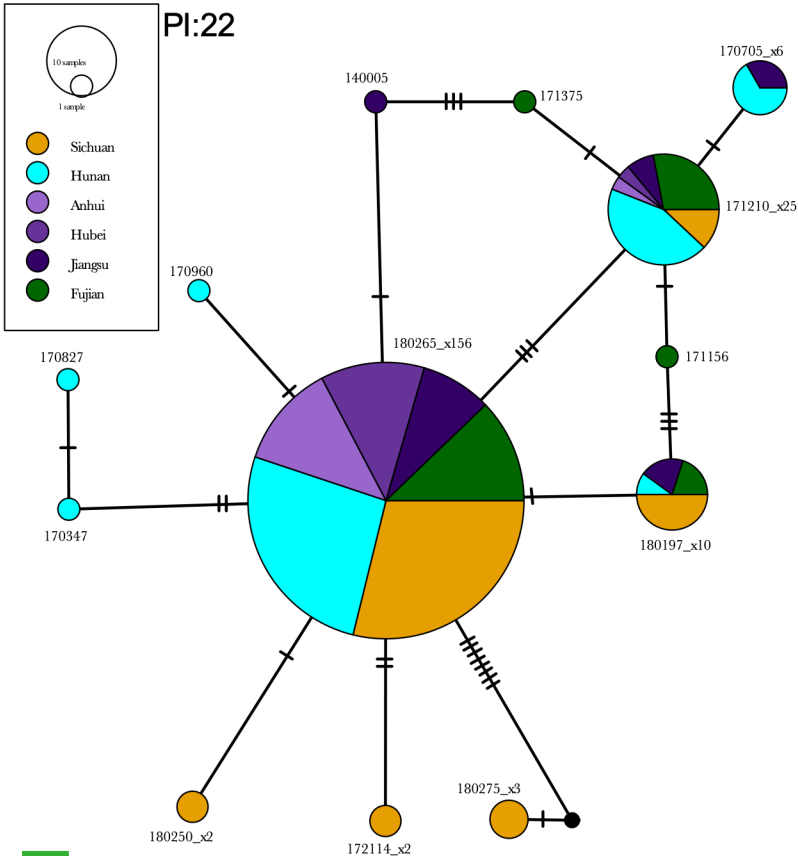 PI:22
10 samples
1 sample
Sichuan
Hunan
Anhui
Hubei
Jiangsu
Fujian
170705_x6
140005
171375
171210_x25
170960
180265_x156
170827
171156
170347
180197_x10
180275_x3
180250_x2
172114_x2